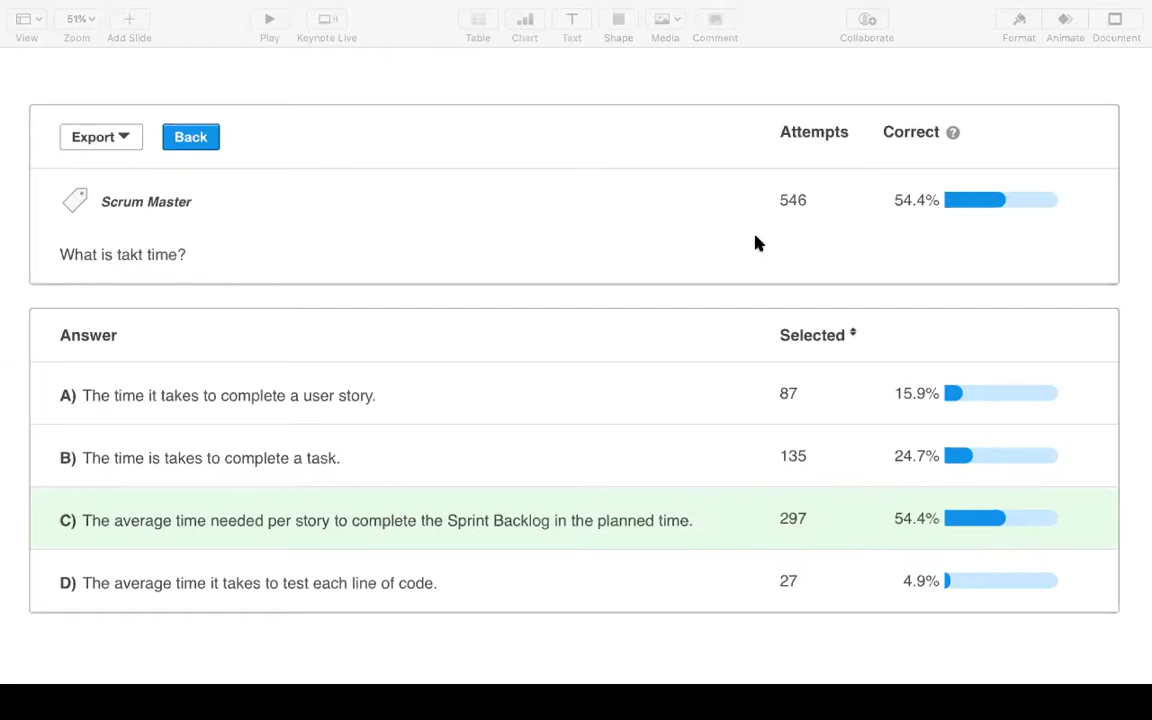 View
51%
Zoom
Add Slide
Play
Keynote Live
Table
Chart
T
Text
Shape
Media
Comment
Collaborate
Format
Animate
Document
Export
Back
Attempts
Correct ?
Scrum Master
546
54.4%
What is takt time?
Answer
Selected
A) The time it takes to complete a user story.
87
15.9%
B) The time is takes to complete a task.
135
24.7%
C) The average time needed per story to complete the Sprint Backlog in the planned time.
297
54.4%
D) The average time it takes to test each line of code.
27
4.9%